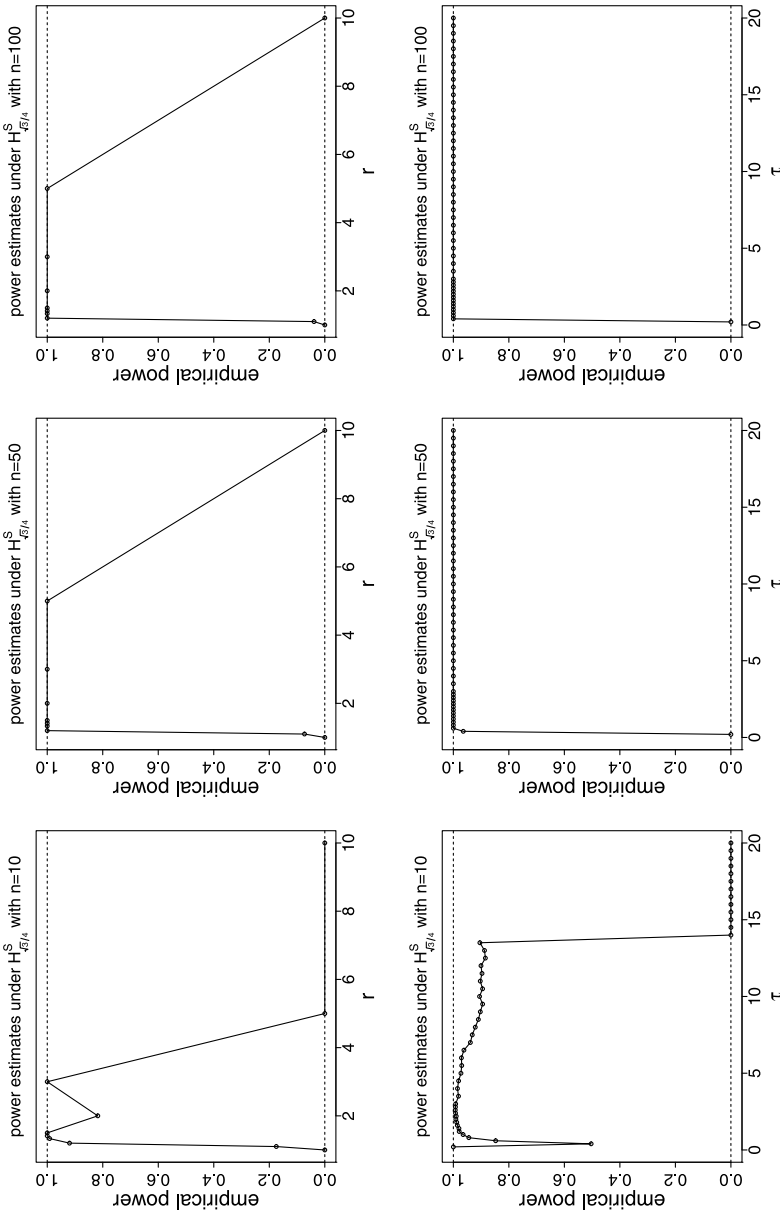 power estimates under H^S_{√3/4} with n=10
empirical power
1.0
0.8
0.6
0.4
0.2
0.0
2 4 6 8 10
r
power estimates under H^S_{√3/4} with n=50
empirical power
1.0
0.8
0.6
0.4
0.2
0.0
2 4 6 8 10
r
power estimates under H^S_{√3/4} with n=100
empirical power
1.0
0.8
0.6
0.4
0.2
0.0
2 4 6 8 10
r
power estimates under H^S_{√3/4} with n=10
empirical power
1.0
0.8
0.6
0.4
0.2
0.0
0 5 10 15 20
τ
power estimates under H^S_{√3/4} with n=50
empirical power
1.0
0.8
0.6
0.4
0.2
0.0
0 5 10 15 20
τ
power estimates under H^S_{√3/4} with n=100
empirical power
1.0
0.8
0.6
0.4
0.2
0.0
0 5 10 15 20
τ